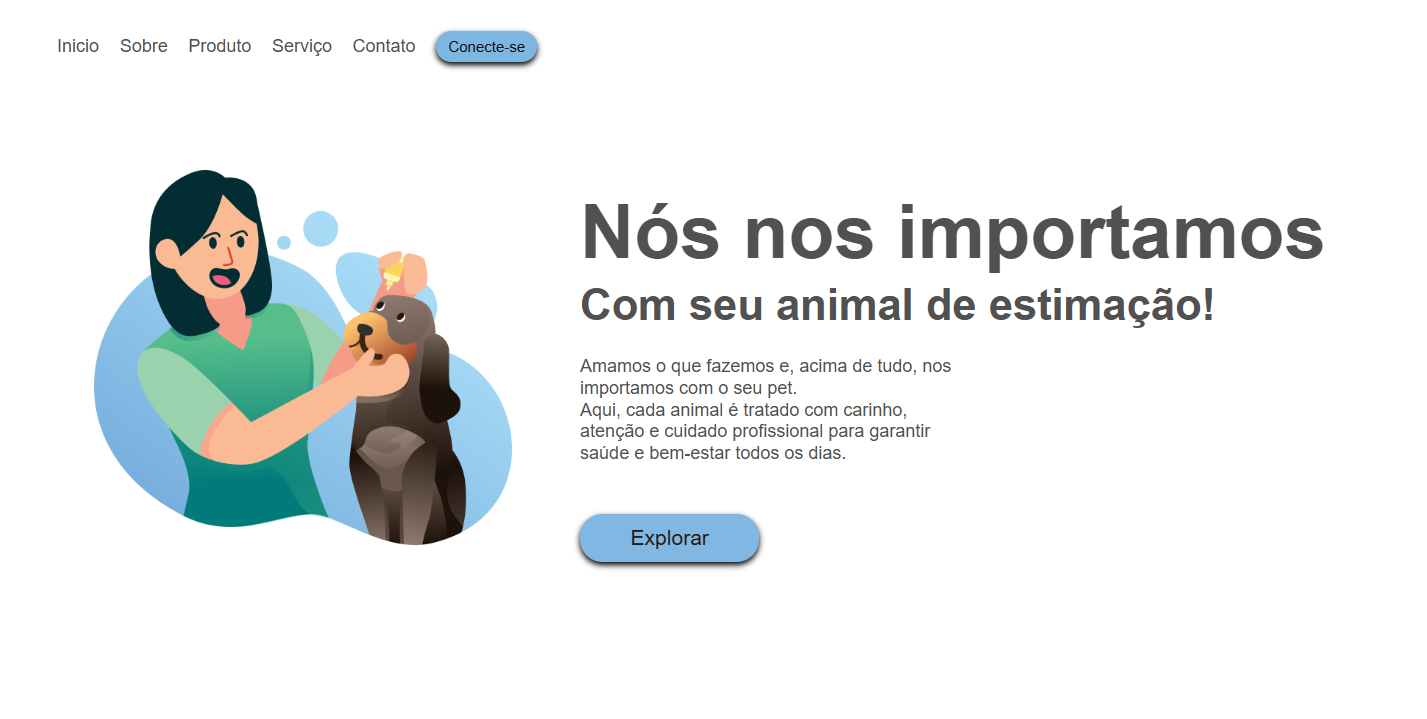 Inicio Sobre Produto Serviço Contato Conecte-se
Nós nos importamos
Com seu animal de estimação!
Amamos o que fazemos e, acima de tudo, nos
importamos com o seu pet.
Aqui, cada animal é tratado com carinho,
atenção e cuidado profissional para garantir
saúde e bem-estar todos os dias.
Explorar